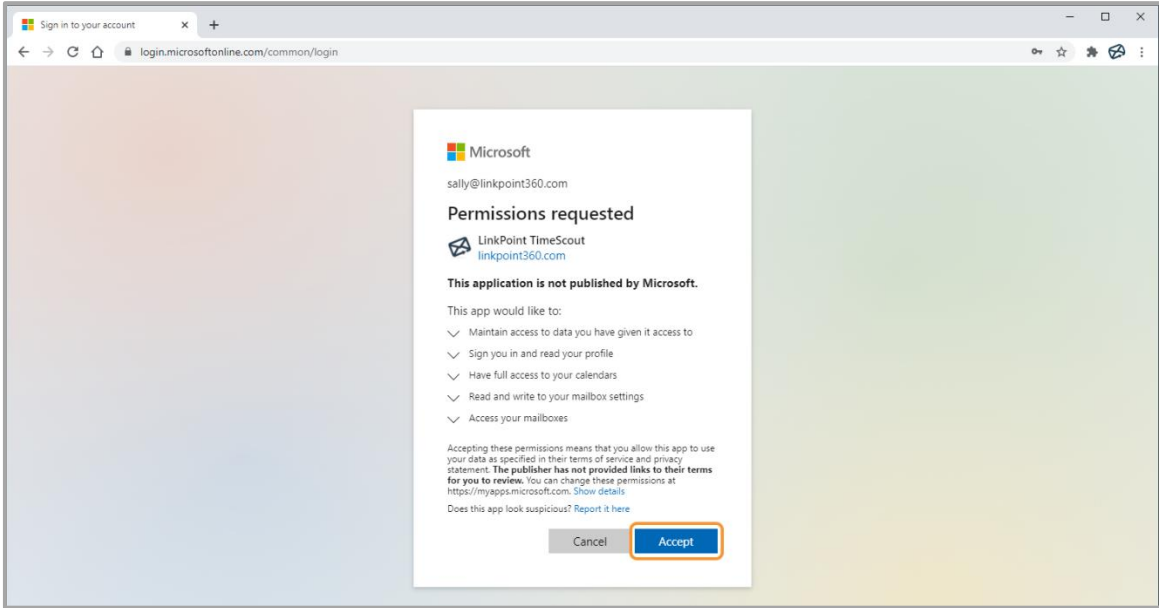 Sign in to your account
login.microsoftonline.com/common/login
Microsoft
sally@linkpoint360.com
Permissions requested
LinkPoint TimeScout
linkpoint360.com
This application is not published by Microsoft.
This app would like to:
Maintain access to data you have given it access to
Sign you in and read your profile
Have full access to your calendars
Read and write to your mailbox settings
Access your mailboxes
Accepting these permissions means that you allow this app to use
your data as specified in their terms of service and privacy
statement. The publisher has not provided links to their terms
for you to review. You can change these permissions at
https://myapps.microsoft.com. Show details
Does this app look suspicious? Report it here
Cancel Accept